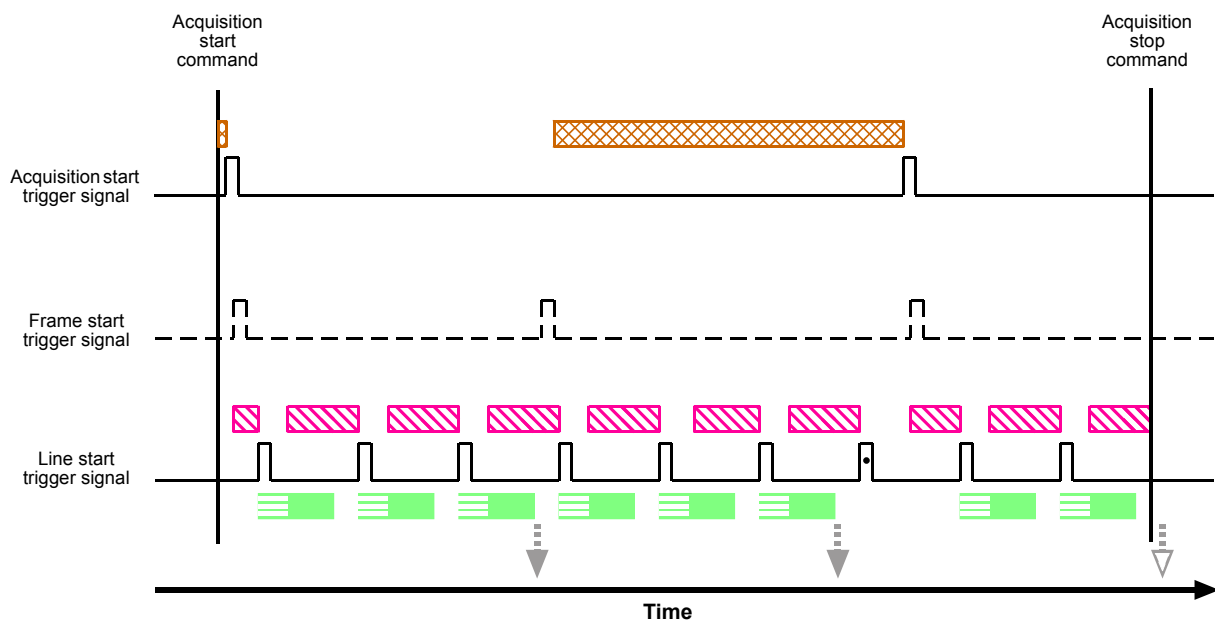 Acquisition
start
command
Acquisition
stop
command
Acquisition start
trigger signal
Frame start
trigger signal
Line start
trigger signal
Time